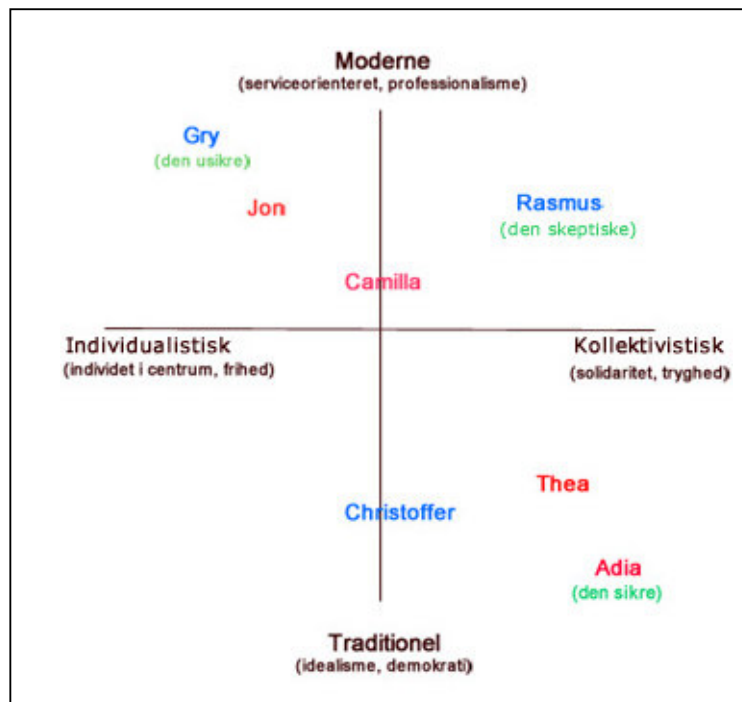 Moderne
(serviceorienteret, professionalisme)
Gry
(den usikre)
Jon
Rasmus
(den skeptiske)
Camilla
Individualistisk
(individet i centrum, frihed)
Kollektivistisk
(solidaritet, tryghed)
Thea
Christoffer
Adia
(den sikre)
Traditionel
(idealisme, demokrati)